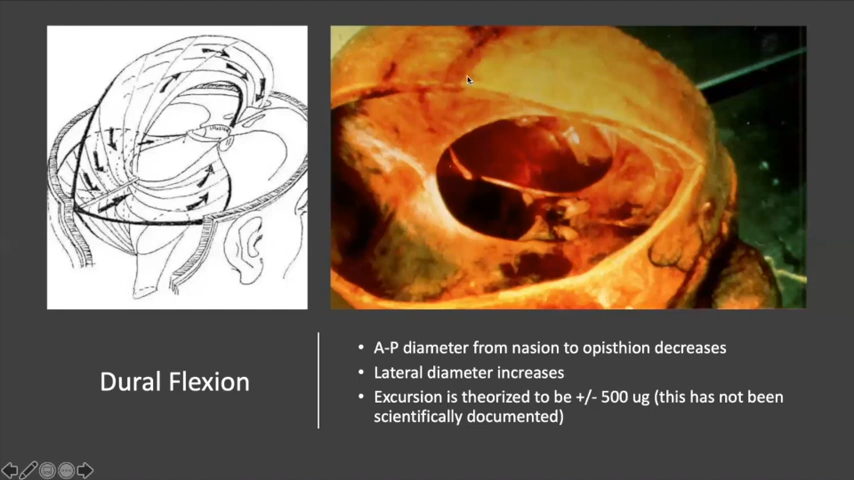 Dural Flexion
• A-P diameter from nasion to opisthion decreases
• Lateral diameter increases
• Excursion is theorized to be +/- 500 ug (this has not been
scientifically documented)